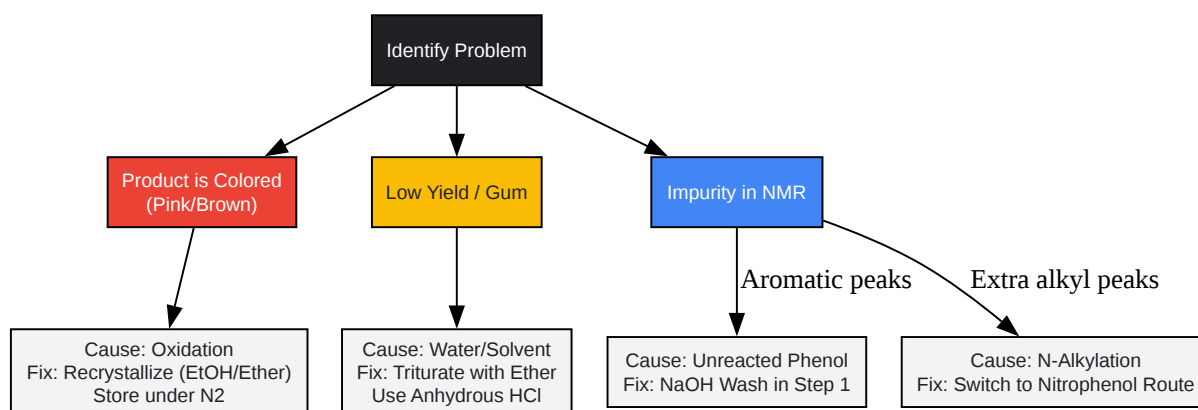 Identify Problem
Product is Colored
(Pink/Brown)
Low Yield / Gum
Impurity in NMR
Aromatic peaks
Extra alkyl peaks
Cause: Oxidation
Fix: Recrystallize (EtOH/Ether)
Store under N2
Cause: Water/Solvent
Fix: Triturate with Ether
Use Anhydrous HCl
Cause: Unreacted Phenol
Fix: NaOH Wash in Step 1
Cause: N-Alkylation
Fix: Switch to Nitrophenol Route